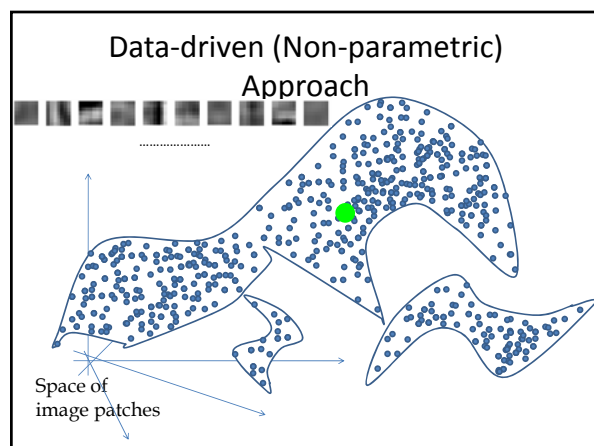 Data-driven (Non-parametric)
Approach
.....................
Space of
image patches